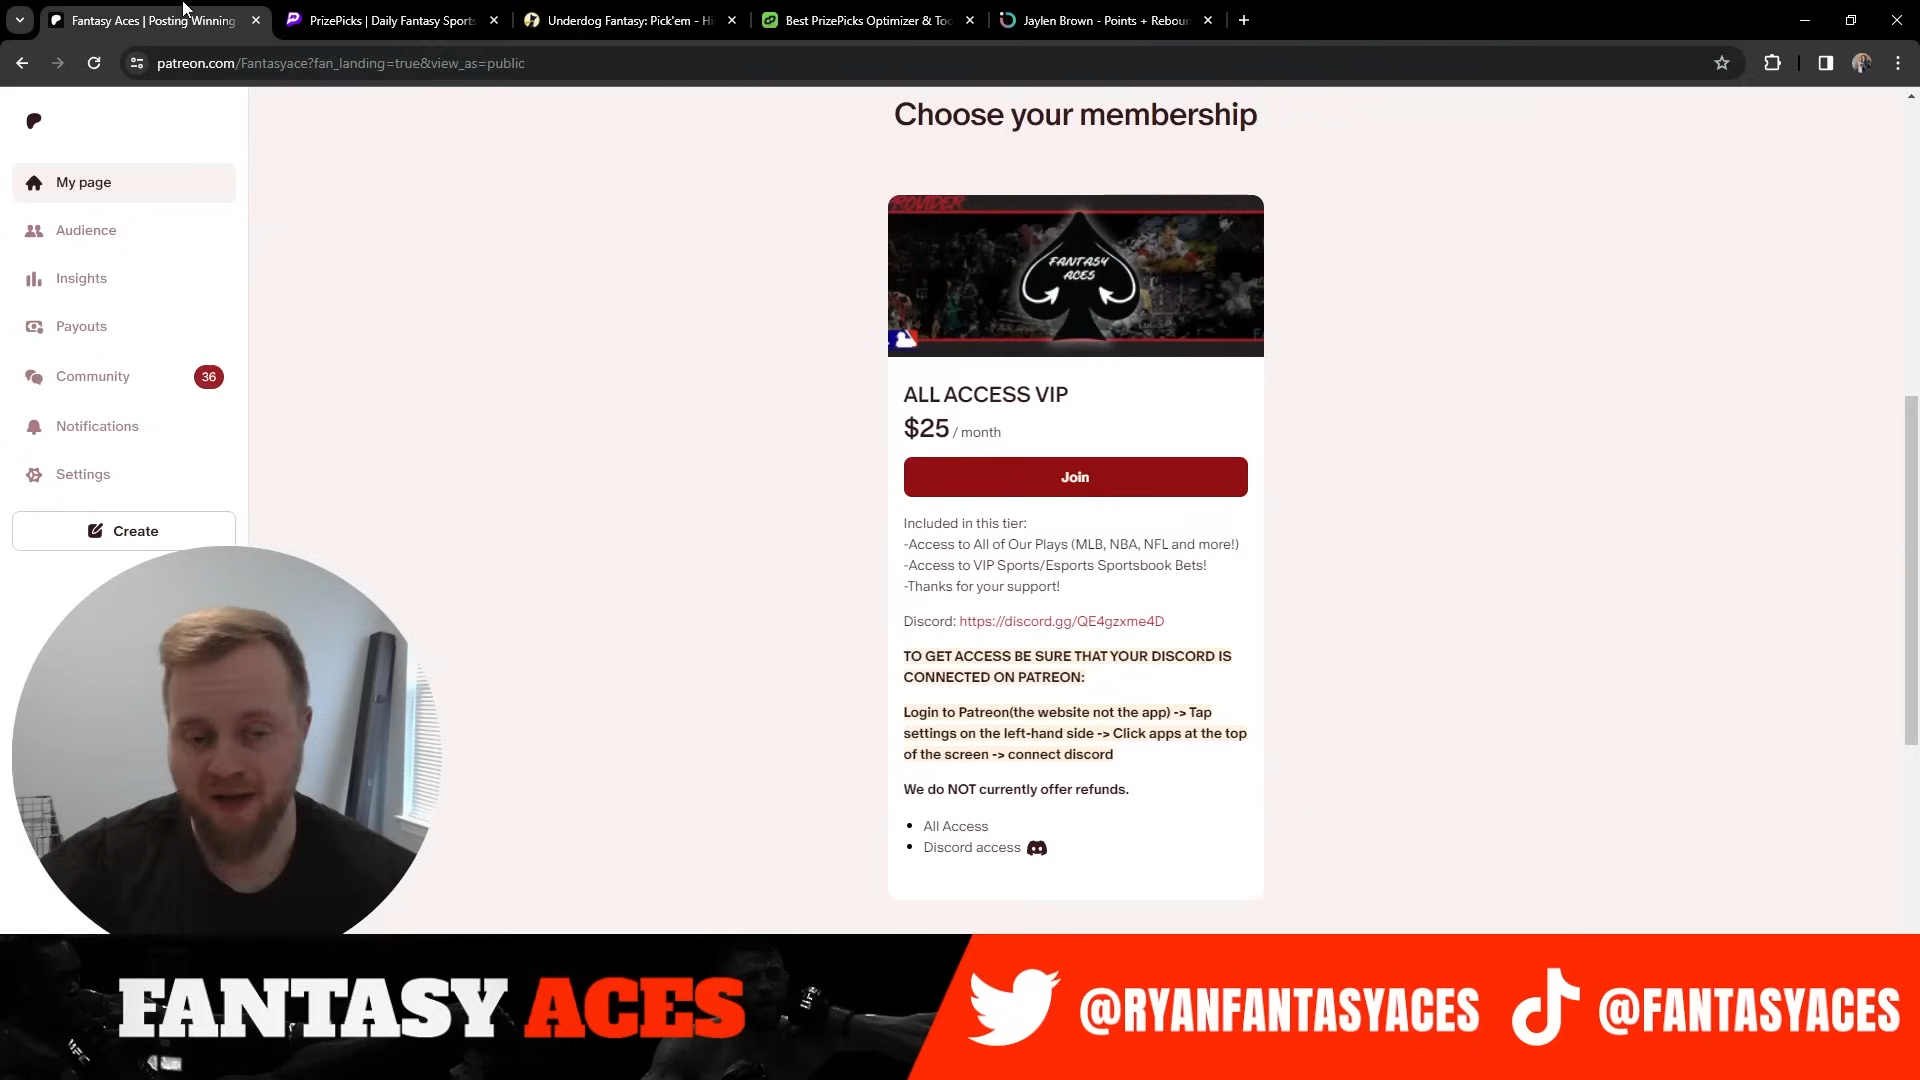 Fantasy Aces | Posting Winning
PrizePicks | Daily Fantasy Sports
Underdog Fantasy: Pick'em - Hi
Best PrizePicks Optimizer & Too
Jaylen Brown - Points + Rebour
patreon.com/Fantasyace?fan_landing=true&view_as=public
My page
Audience
Insights
Payouts
Community 36
Notifications
Settings
Create
Choose your membership
FANTASY
ACES
ALL ACCESS VIP
$25 / month
Join
Included in this tier:
-Access to All of Our Plays (MLB, NBA, NFL and more!)
-Access to VIP Sports/Esports Sportsbook Bets!
-Thanks for your support!
Discord: https://discord.gg/QE4gzxme4D
TO GET ACCESS BE SURE THAT YOUR DISCORD IS
CONNECTED ON PATREON:
Login to Patreon(the website not the app) -> Tap
settings on the left-hand side -> Click apps at the top
of the screen -> connect discord
We do NOT currently offer refunds.
• All Access
• Discord access
FANTASY ACES
@RYANFANTASYACES
@FANTASYACES